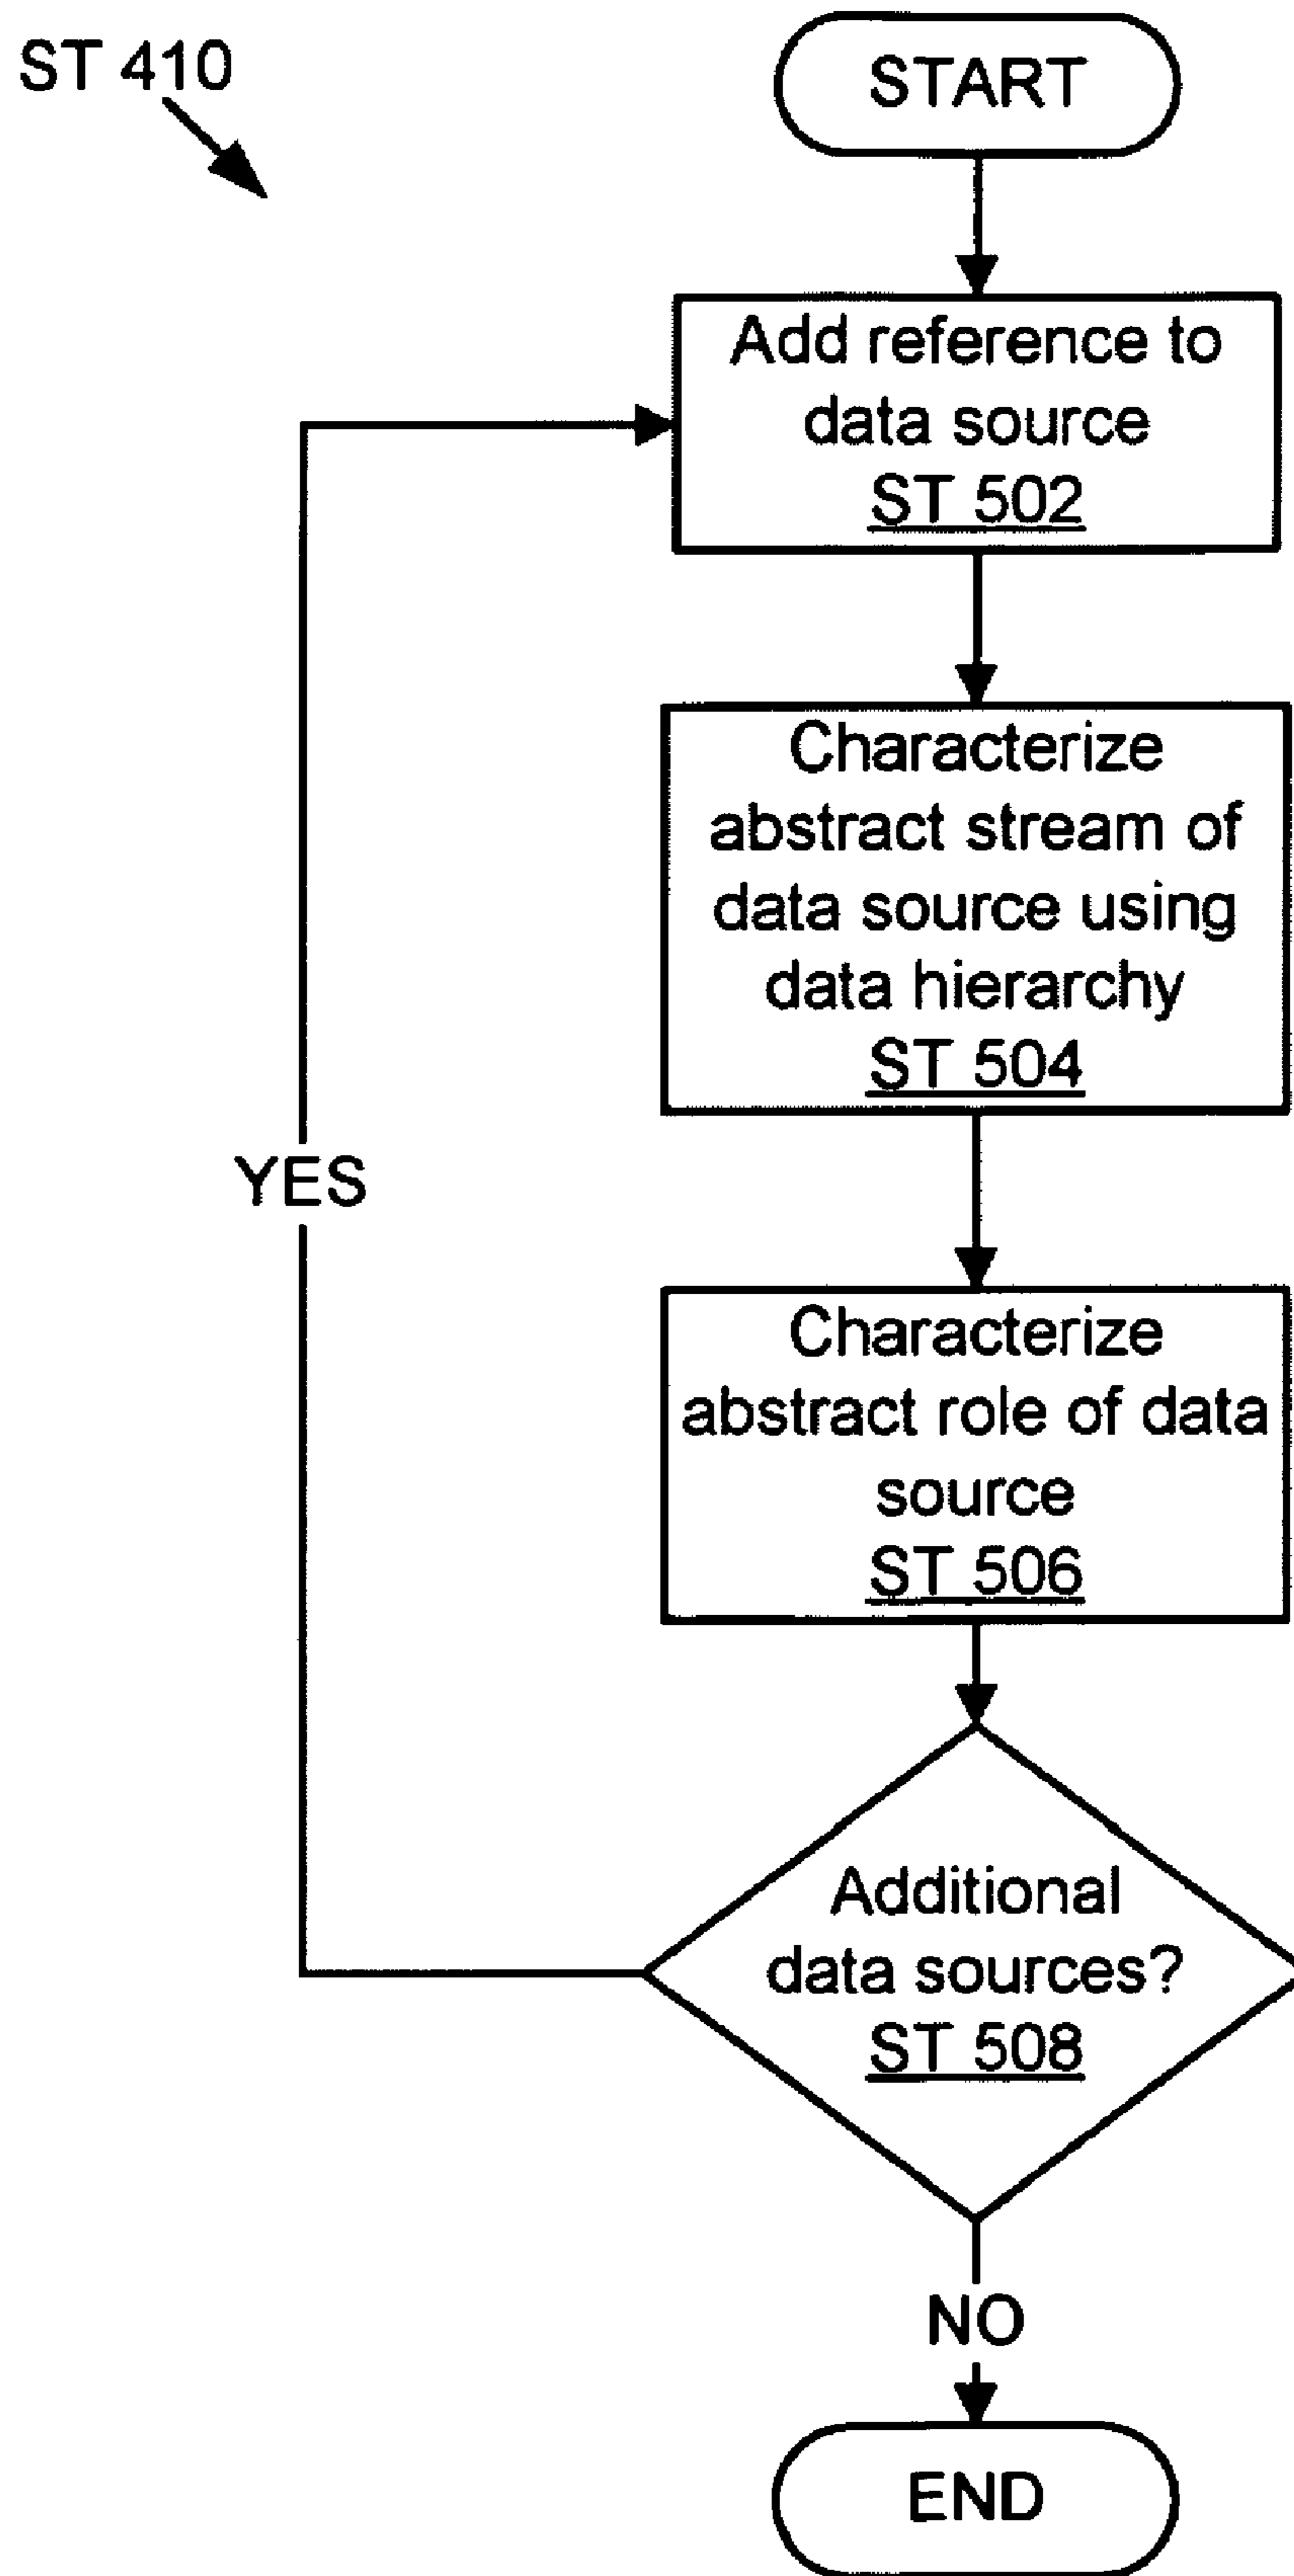 ST 410
START
Add reference to
data source
ST 502
Characterize
abstract stream of
data source using
data hierarchy
ST 504
YES
Characterize
abstract role of data
source
ST 506
Additional
data sources?
ST 508
NO
END